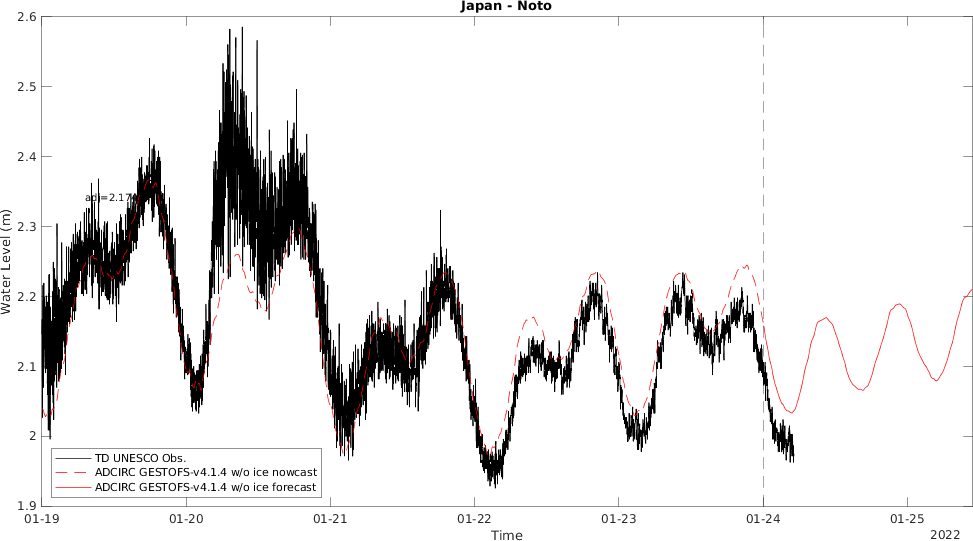 Japan - Noto
2.6
2.5
2.4
2.3
2.2
2.1
2
1.9
Water Level (m)
TD UNESCO Obs.
ADCIRC GESTOFS-v4.1.4 w/o ice nowcast
ADCIRC GESTOFS-v4.1.4 w/o ice forecast
01-19 01-20 01-21 01-22 01-23 01-24 01-25
Time
2022